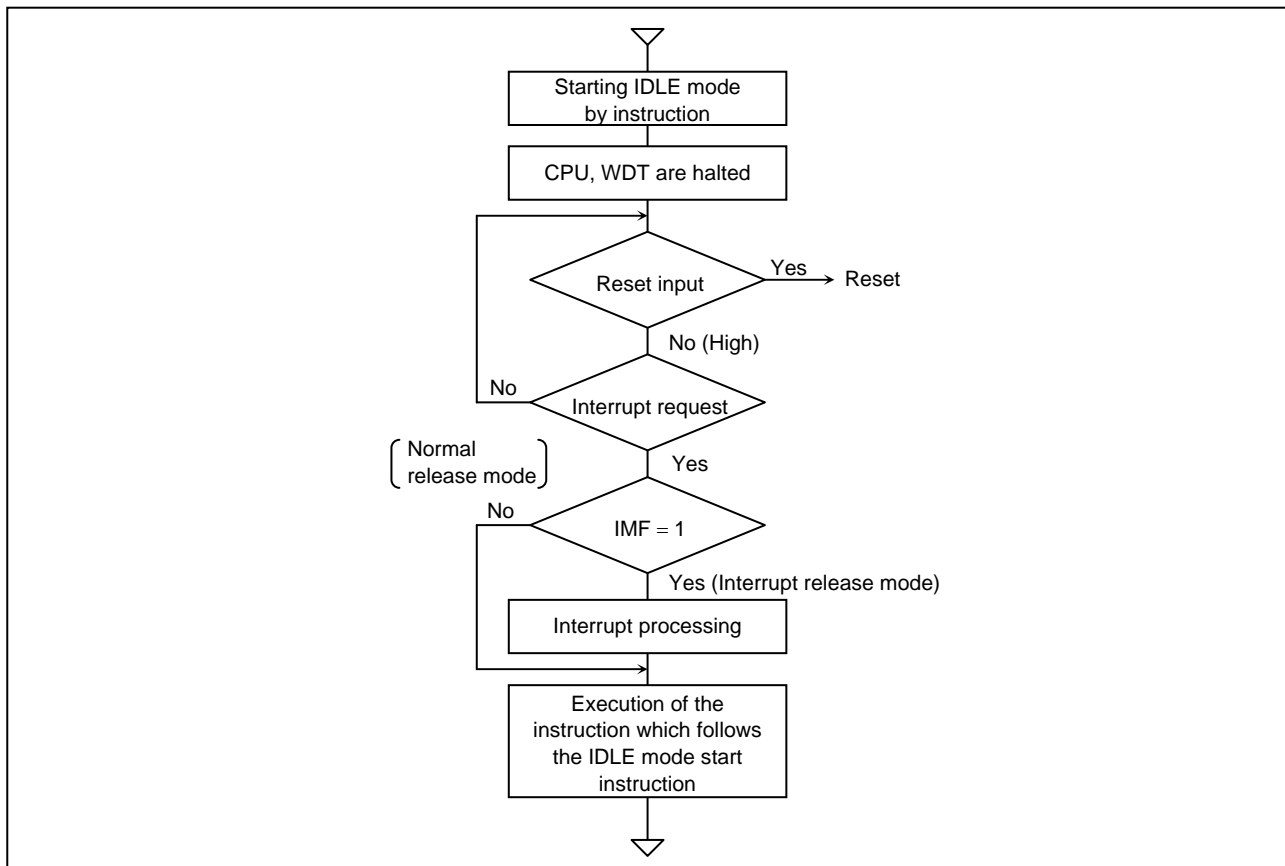 Starting IDLE mode
by instruction
CPU, WDT are halted
Reset input
Yes
Reset
No (High)
No
Interrupt request
Normal
release mode
Yes
No
IMF = 1
Yes (Interrupt release mode)
Interrupt processing
Execution of the
instruction which follows
the IDLE mode start
instruction